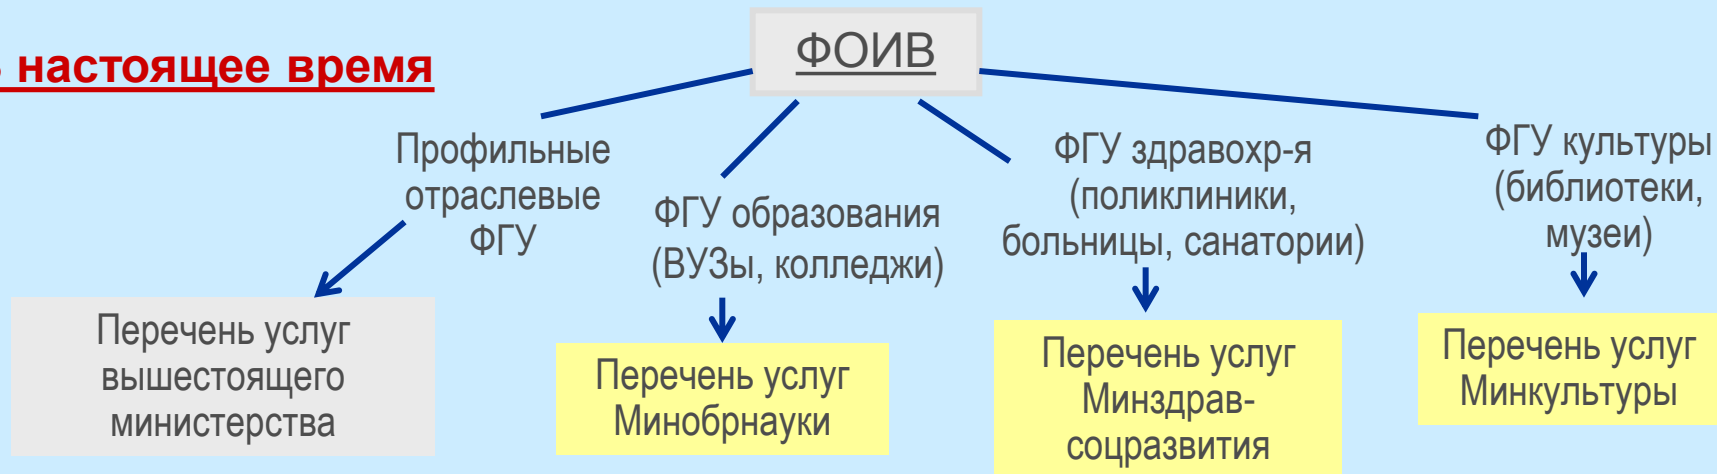 настоящее время
ФОИВ
Профильные
отраслевые
ФГУ
ФГУ образования
(ВУЗы, колледжи)
ФГУ здравохр-я
(поликлиники,
больницы, санатории)
ФГУ культуры
(библиотеки,
музеи)
Перечень услуг
вышестоящего
министерства
Перечень услуг
Минобрнауки
Перечень услуг
Минздрав-
соцразвития
Перечень услуг
Минкультуры